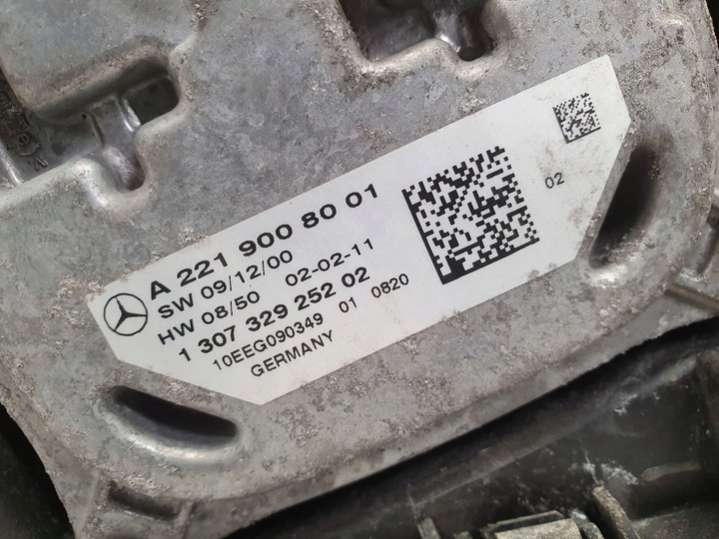 A 221 900 80 01
SW 09/12/00
HW 08/50 02-02-11
1 307 329 252 02
10EEG090349 01 0820
GERMANY
02